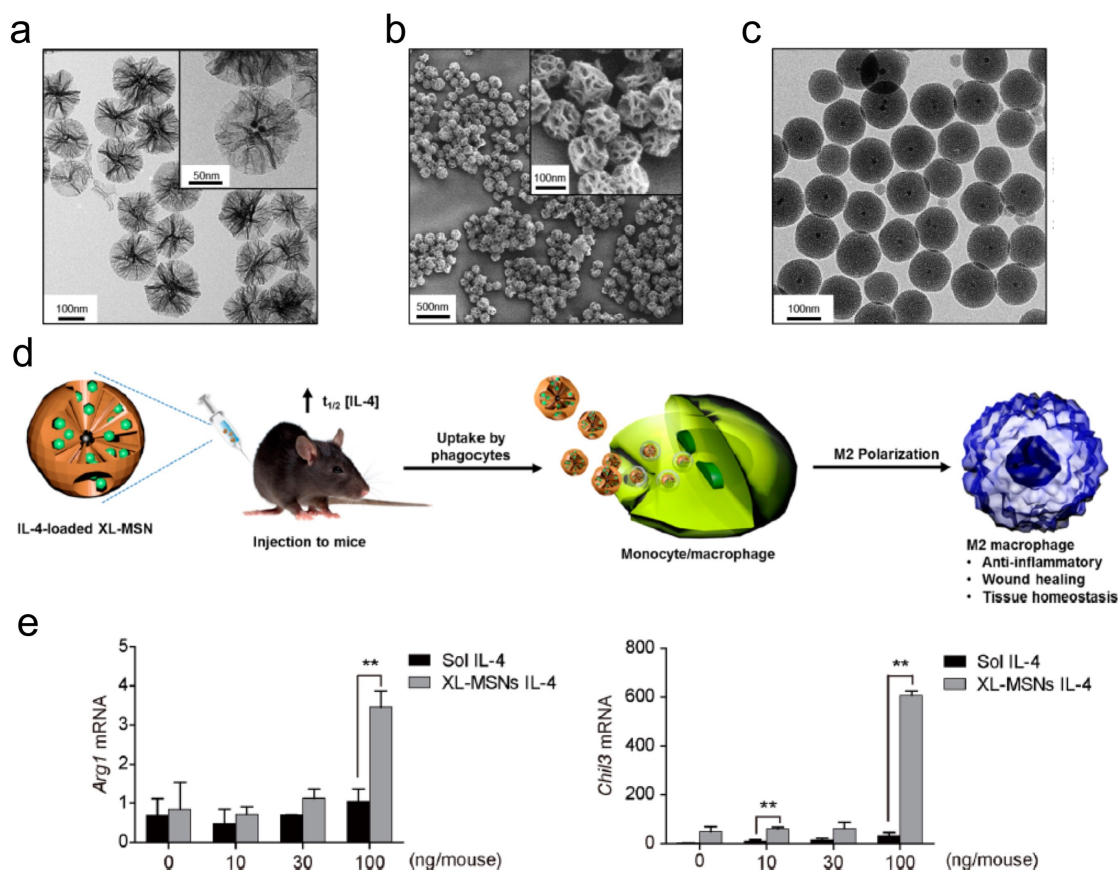 a
50nm
100nm
b
100nm
500nm
c
100nm
d
t1/2 [IL-4]
IL-4-loaded XL-MSN
Injection to mice
Uptake by
phagocytes
Monocyte/macrophage
M2 Polarization
M2 macrophage
• Anti-inflammatory
• Wound healing
• Tissue homeostasis
e
Arg1 mRNA
5
4
3
2
1
0
**
Sol IL-4
XL-MSNs IL-4
0 10 30 100 (ng/mouse)
Chil3 mRNA
800
600
400
200
0
**
**
Sol IL-4
XL-MSNs IL-4
0 10 30 100 (ng/mouse)